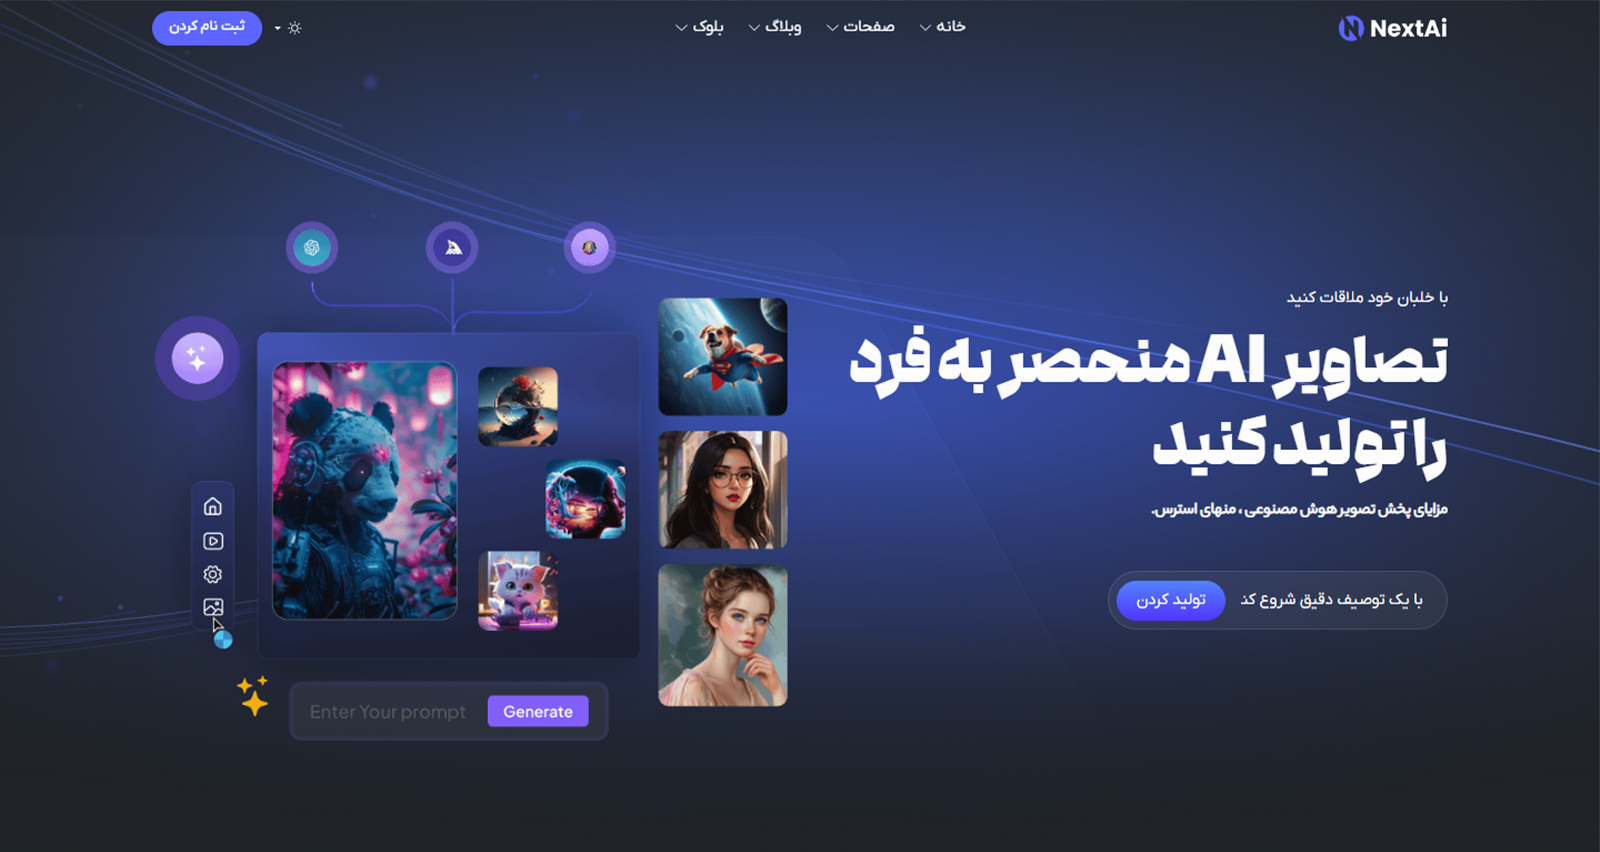 NextAi
خانه
صفحات
وبلاگ
بلوک
ثبت نام کردن
با خلبان خود ملاقات کنید
تصاویر AI منحصر به فرد
را تولید کنید
مزایای پخش تصویر هوش مصنوعی، منهای استرس.
با یک توصیف دقیق شروع کد
تولید کردن
Enter Your prompt
Generate